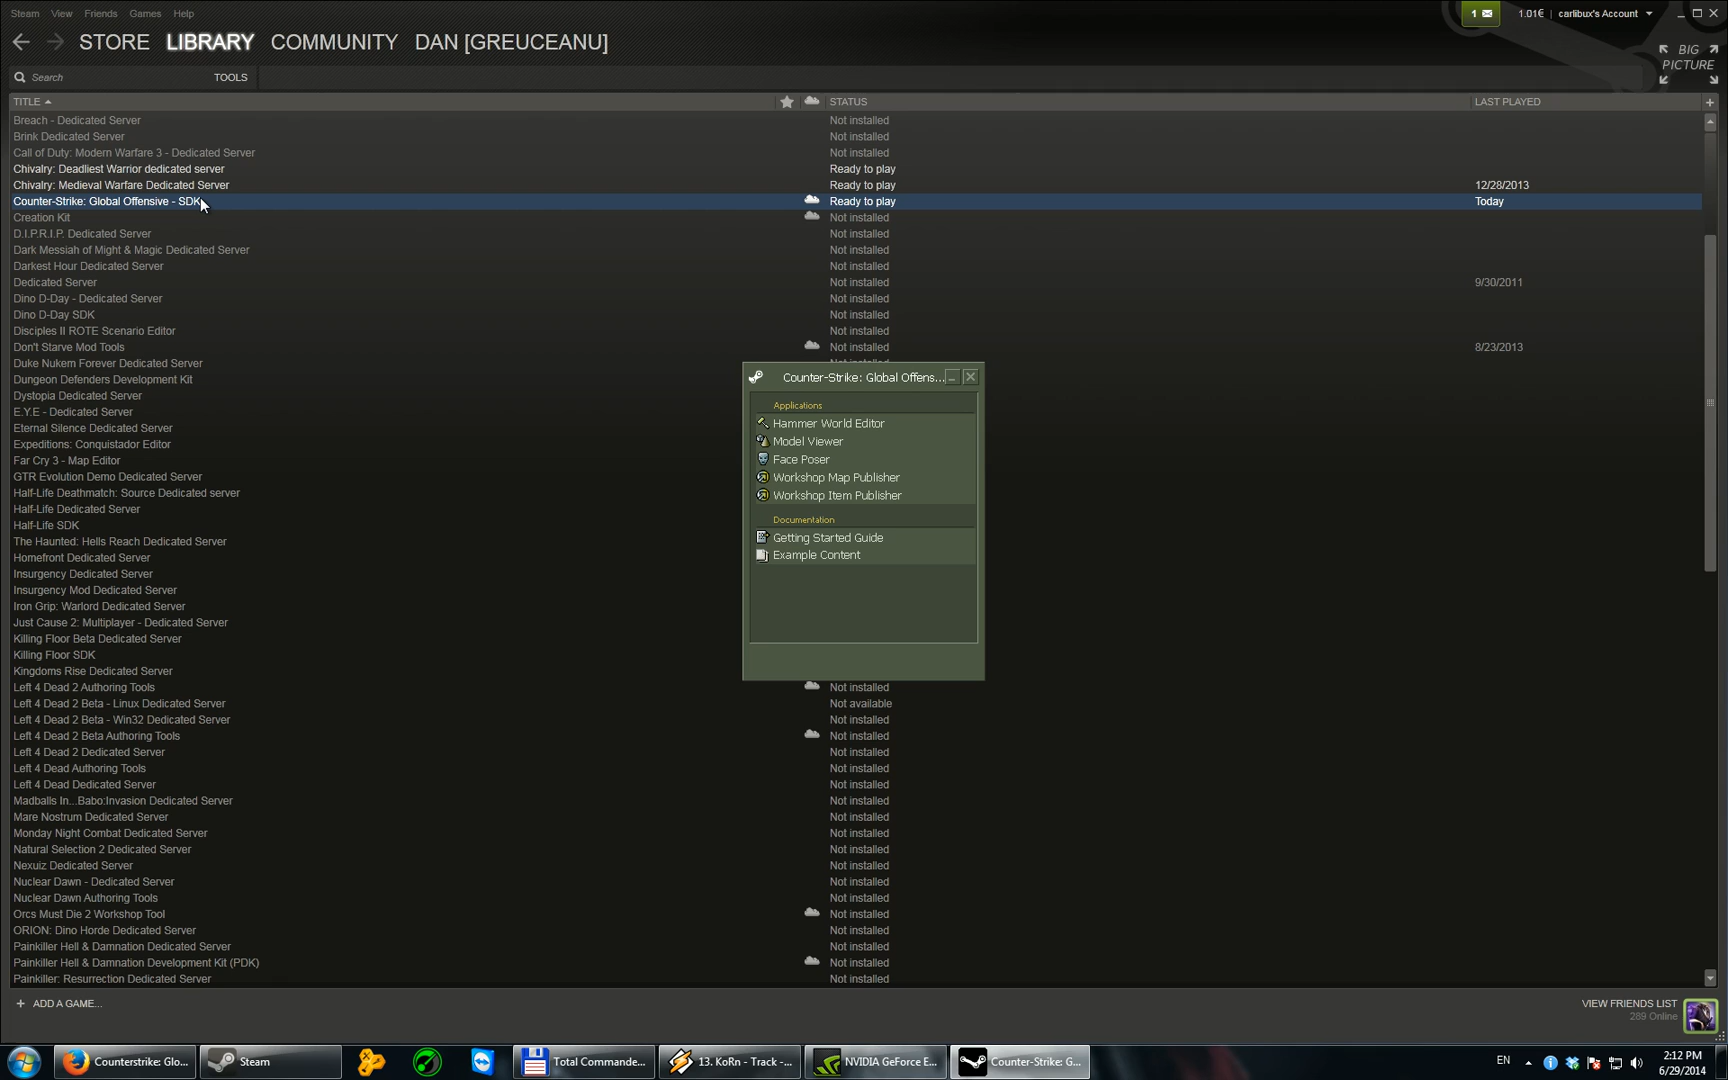 Steam View Friends Games Help
1 1.01€ | carlibux's Account
STORE LIBRARY COMMUNITY DAN [GREUCEANU]
BIG PICTURE
Search TOOLS
TITLE STATUS LAST PLAYED +
Breach - Dedicated Server Not installed
Brink Dedicated Server Not installed
Call of Duty: Modern Warfare 3 - Dedicated Server Not installed
Chivalry: Deadliest Warrior dedicated server Ready to play
Chivalry: Medieval Warfare Dedicated Server Ready to play 12/28/2013
Counter-Strike: Global Offensive - SDK Ready to play Today
Creation Kit Not installed
D.I.P.R.I.P. Dedicated Server Not installed
Dark Messiah of Might & Magic Dedicated Server Not installed
Darkest Hour Dedicated Server Not installed
Dedicated Server Not installed 9/30/2011
Dino D-Day - Dedicated Server Not installed
Dino D-Day SDK Not installed
Disciples II ROTE Scenario Editor Not installed
Don't Starve Mod Tools Not installed 8/23/2013
Duke Nukem Forever Dedicated Server Not installed
Dungeon Defenders Development Kit
Dystopia Dedicated Server
E.Y.E - Dedicated Server
Eternal Silence Dedicated Server
Expeditions: Conquistador Editor
Far Cry 3 - Map Editor
GTR Evolution Demo Dedicated Server
Half-Life Deathmatch: Source Dedicated server
Half-Life Dedicated Server
Half-Life SDK
The Haunted: Hells Reach Dedicated Server
Homefront Dedicated Server
Insurgency Dedicated Server
Insurgency Mod Dedicated Server
Iron Grip: Warlord Dedicated Server
Just Cause 2: Multiplayer - Dedicated Server
Killing Floor Beta Dedicated Server
Killing Floor SDK
Kingdoms Rise Dedicated Server
Left 4 Dead 2 Authoring Tools Not installed
Left 4 Dead 2 Beta - Linux Dedicated Server Not available
Left 4 Dead 2 Beta - Win32 Dedicated Server Not installed
Left 4 Dead 2 Beta Authoring Tools Not installed
Left 4 Dead 2 Dedicated Server Not installed
Left 4 Dead Authoring Tools Not installed
Left 4 Dead Dedicated Server Not installed
Madballs In...Babo:Invasion Dedicated Server Not installed
Mare Nostrum Dedicated Server Not installed
Monday Night Combat Dedicated Server Not installed
Natural Selection 2 Dedicated Server Not installed
Nexuiz Dedicated Server Not installed
Nuclear Dawn - Dedicated Server Not installed
Nuclear Dawn Authoring Tools Not installed
Orcs Must Die 2 Workshop Tool Not installed
ORION: Dino Horde Dedicated Server Not installed
Painkiller Hell & Damnation Dedicated Server Not installed
Painkiller Hell & Damnation Development Kit (PDK) Not installed
Painkiller: Resurrection Dedicated Server Not installed
Counter-Strike: Global Offens...
Applications
Hammer World Editor
Model Viewer
Face Poser
Workshop Map Publisher
Workshop Item Publisher
Documentation
Getting Started Guide
Example Content
+ ADD A GAME...
VIEW FRIENDS LIST
289 Online
Counterstrike: Glo...
Steam
Total Commande...
13. KoRn - Track -...
NVIDIA GeForce E...
Counter-Strike: G...
EN
2:12 PM
6/29/2014